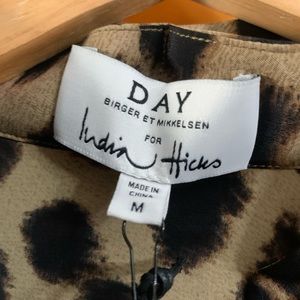 DAY
BIRGER ET MIKKELSEN
FOR
India Hicks
MADE IN
CHINA
M